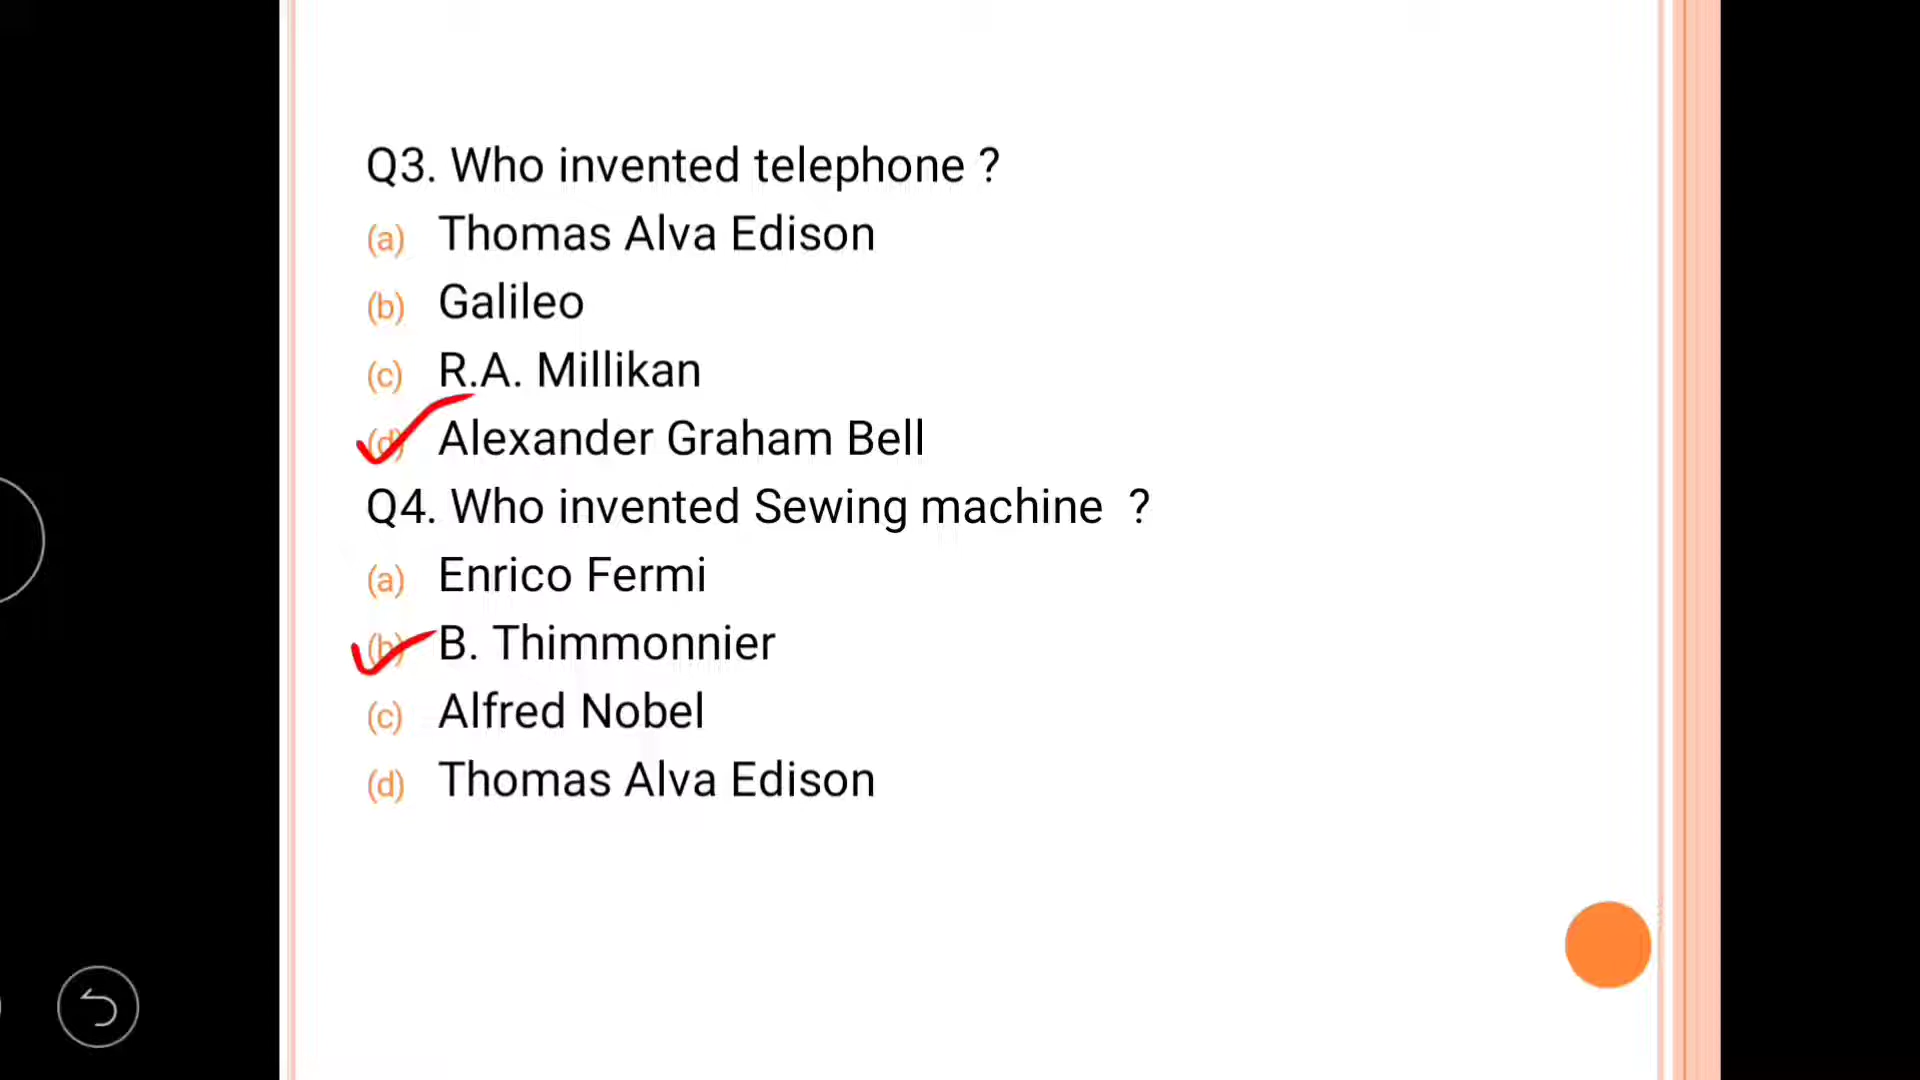 Q3. Who invented telephone ?
(a) Thomas Alva Edison
(b) Galileo
(c) R.A. Millikan
(d) Alexander Graham Bell
Q4. Who invented Sewing machine ?
(a) Enrico Fermi
(b) B. Thimmonnier
(c) Alfred Nobel
(d) Thomas Alva Edison